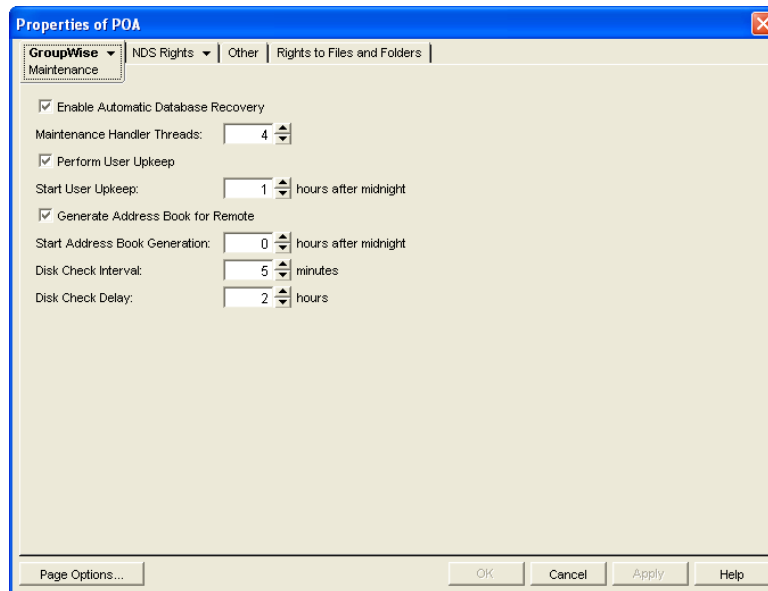 Properties of POA
GroupWise NDS Rights Other Rights to Files and Folders
Maintenance
Enable Automatic Database Recovery
Maintenance Handler Threads: 4
Perform User Upkeep
Start User Upkeep: 1 hours after midnight
Generate Address Book for Remote
Start Address Book Generation: 0 hours after midnight
Disk Check Interval: 5 minutes
Disk Check Delay: 2 hours
Page Options... OK Cancel Apply Help